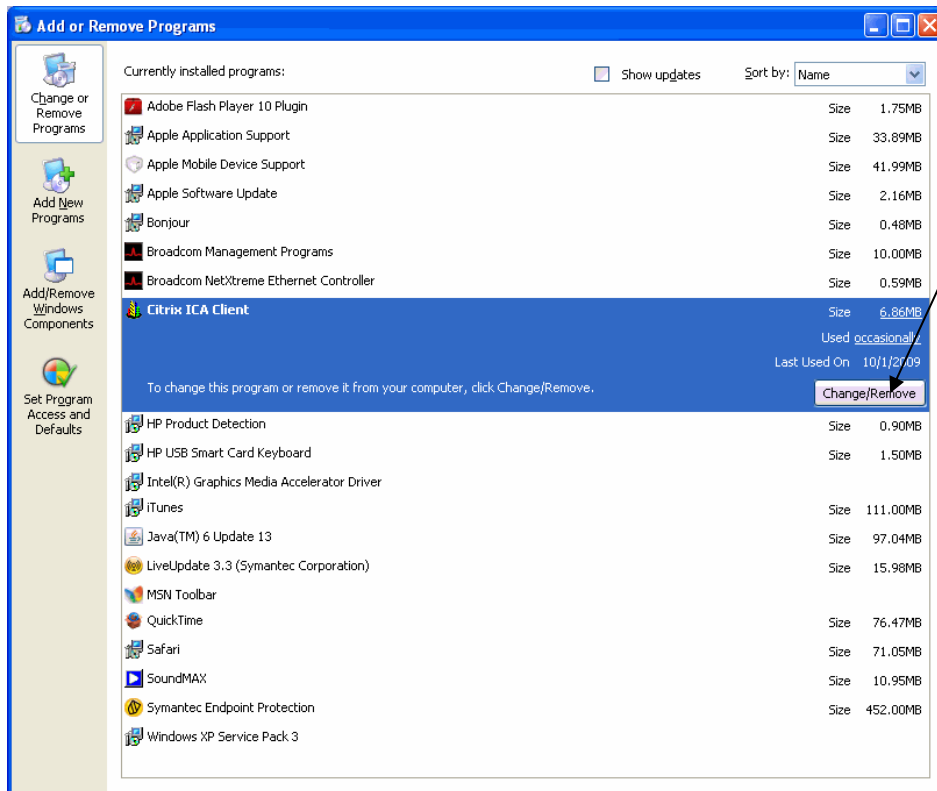 Add or Remove Programs
Change or
Remove
Programs
Add New
Programs
Add/Remove
Windows
Components
Set Program
Access and
Defaults
Currently installed programs: Show updates Sort by: Name
Adobe Flash Player 10 Plugin Size 1.75MB
Apple Application Support Size 33.89MB
Apple Mobile Device Support Size 41.99MB
Apple Software Update Size 2.16MB
Bonjour Size 0.48MB
Broadcom Management Programs Size 10.00MB
Broadcom NetXtreme Ethernet Controller Size 0.59MB
Citrix ICA Client Size 6.86MB
Used occasionally
Last Used On 10/1/2009
To change this program or remove it from your computer, click Change/Remove. Change/Remove
HP Product Detection Size 0.90MB
HP USB Smart Card Keyboard Size 1.50MB
Intel(R) Graphics Media Accelerator Driver
iTunes Size 111.00MB
Java(TM) 6 Update 13 Size 97.04MB
LiveUpdate 3.3 (Symantec Corporation) Size 15.98MB
MSN Toolbar
QuickTime Size 76.47MB
Safari Size 71.05MB
SoundMAX Size 10.95MB
Symantec Endpoint Protection Size 452.00MB
Windows XP Service Pack 3